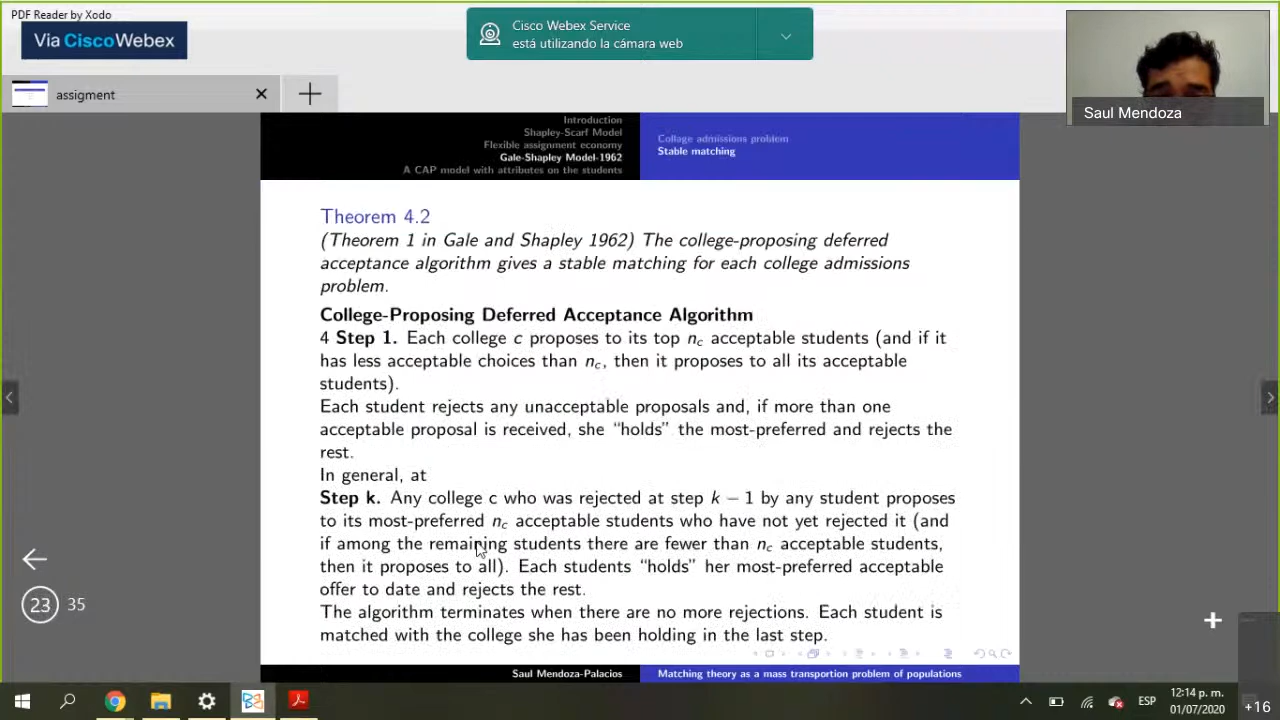 PDF Reader by Xodo
Via CiscoWebex
Cisco Webex Service
está utilizando la cámara web
Saul Mendoza
assigment
Introduction
Shapley-Scarf Model
Flexible assignment economy
Gale-Shapley Model-1962
A CAP model with attributes on the students
Collage admissions problem
Stable matching
Theorem 4.2
(Theorem 1 in Gale and Shapley 1962) The college-proposing deferred
acceptance algorithm gives a stable matching for each college admissions
problem.
College-Proposing Deferred Acceptance Algorithm
4 Step 1. Each college c proposes to its top n_c acceptable students (and if it
has less acceptable choices than n_c, then it proposes to all its acceptable
students).
Each student rejects any unacceptable proposals and, if more than one
acceptable proposal is received, she “holds” the most-preferred and rejects the
rest.
In general, at
Step k. Any college c who was rejected at step k − 1 by any student proposes
to its most-preferred n_c acceptable students who have not yet rejected it (and
if among the remaining students there are fewer than n_c acceptable students,
then it proposes to all). Each students “holds” her most-preferred acceptable
offer to date and rejects the rest.
The algorithm terminates when there are no more rejections. Each student is
matched with the college she has been holding in the last step.
23 35
Saul Mendoza-Palacios
Matching theory as a mass transportion problem of populations
ESP
12:14 p. m.
01/07/2020
+16